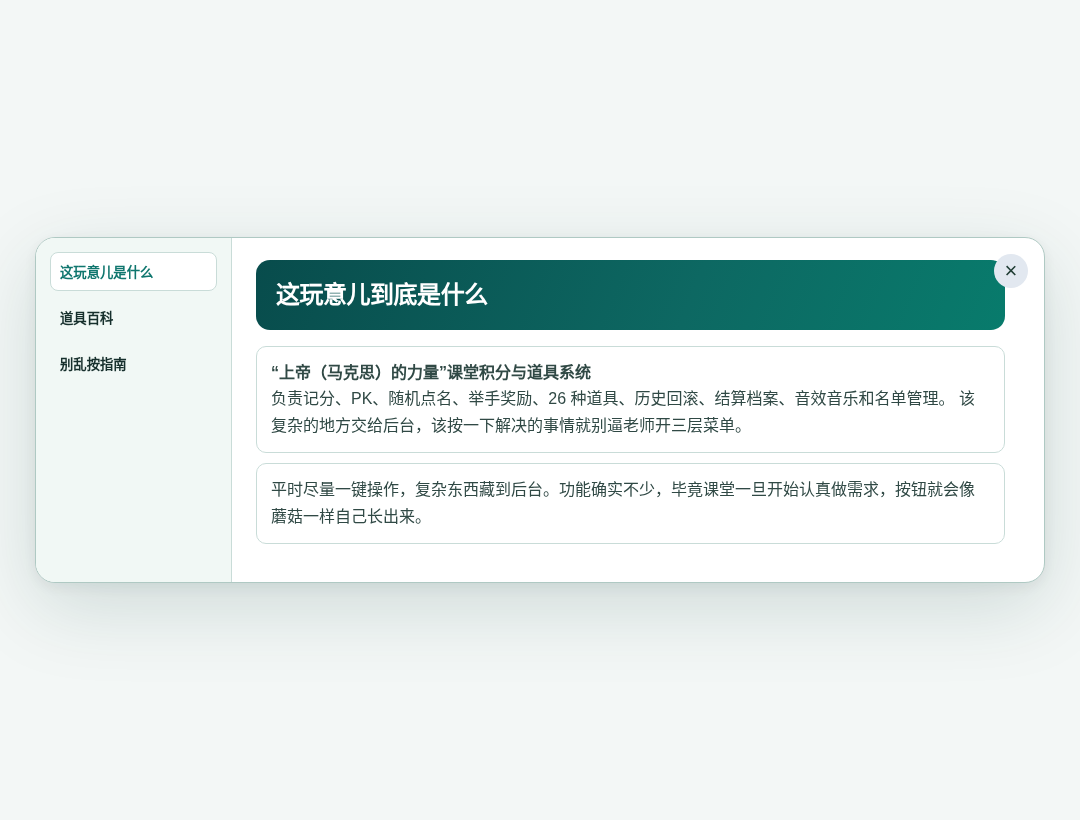 这玩意儿是什么
道具百科
别乱按指南
这玩意儿到底是什么
×
“上帝（马克思）的力量”课堂积分与道具系统
负责记分、PK、随机点名、举手奖励、26 种道具、历史回滚、结算档案、音效音乐和名单管理。 该
复杂的地方交给后台，该按一下解决的事情就别逼老师开三层菜单。
平时尽量一键操作，复杂东西藏到后台。功能确实不少，毕竟课堂一旦开始认真做需求，按钮就会像
蘑菇一样自己长出来。